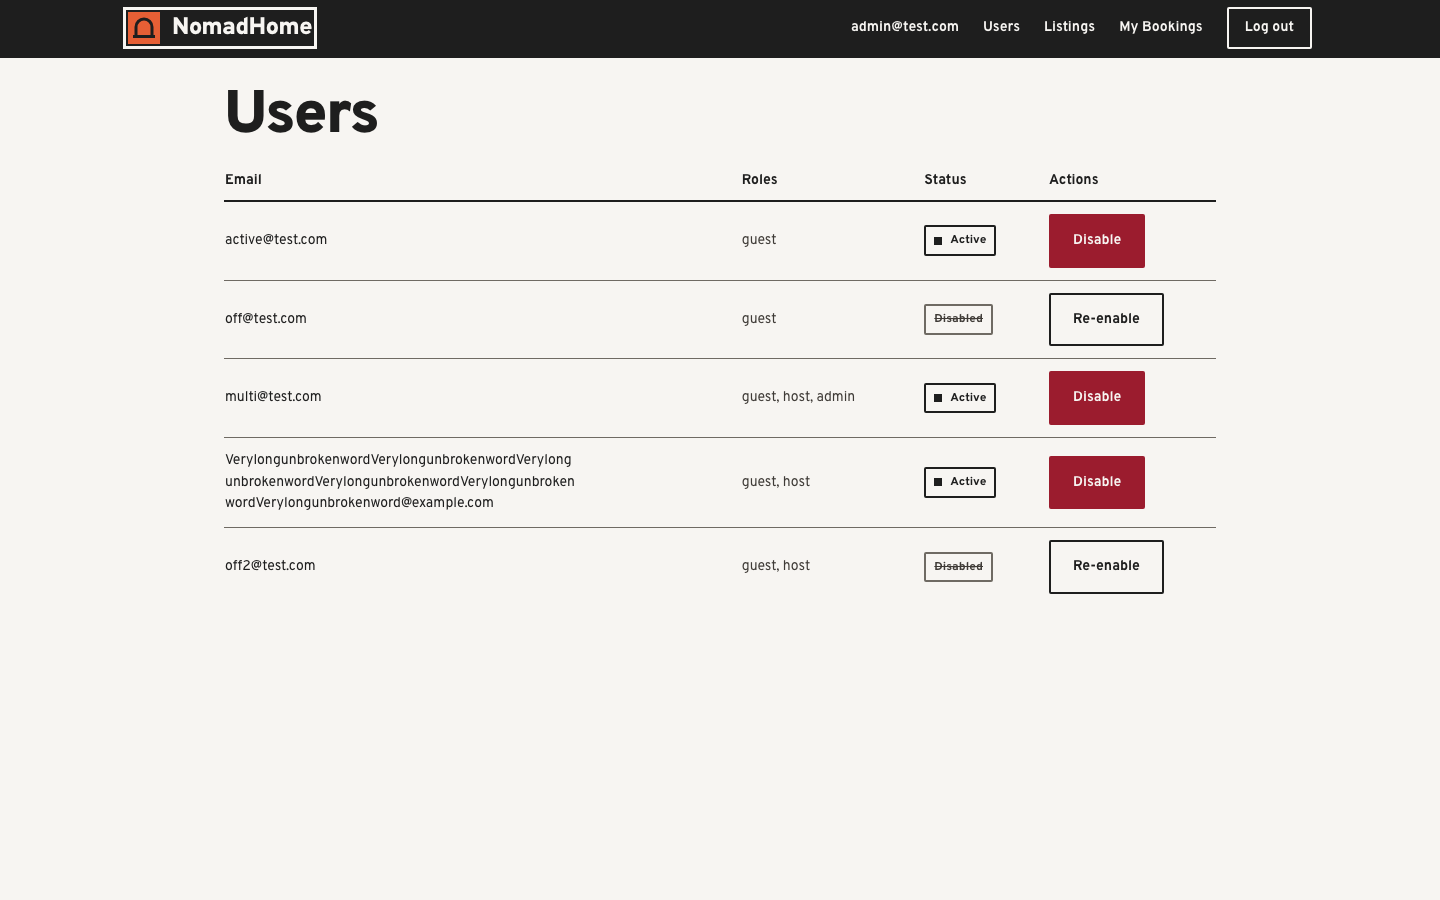 NomadHome
admin@test.com Users Listings My Bookings Log out
Users
Email Roles Status Actions
active@test.com guest Active Disable
off@test.com guest Disabled Re-enable
multi@test.com guest, host, admin Active Disable
VerylongunbrokenwordVerylongunbrokenwordVerylong
unbrokenwordVerylongunbrokenwordVerylongunbroken
wordVerylongunbrokenword@example.com
guest, host Active Disable
off2@test.com guest, host Disabled Re-enable